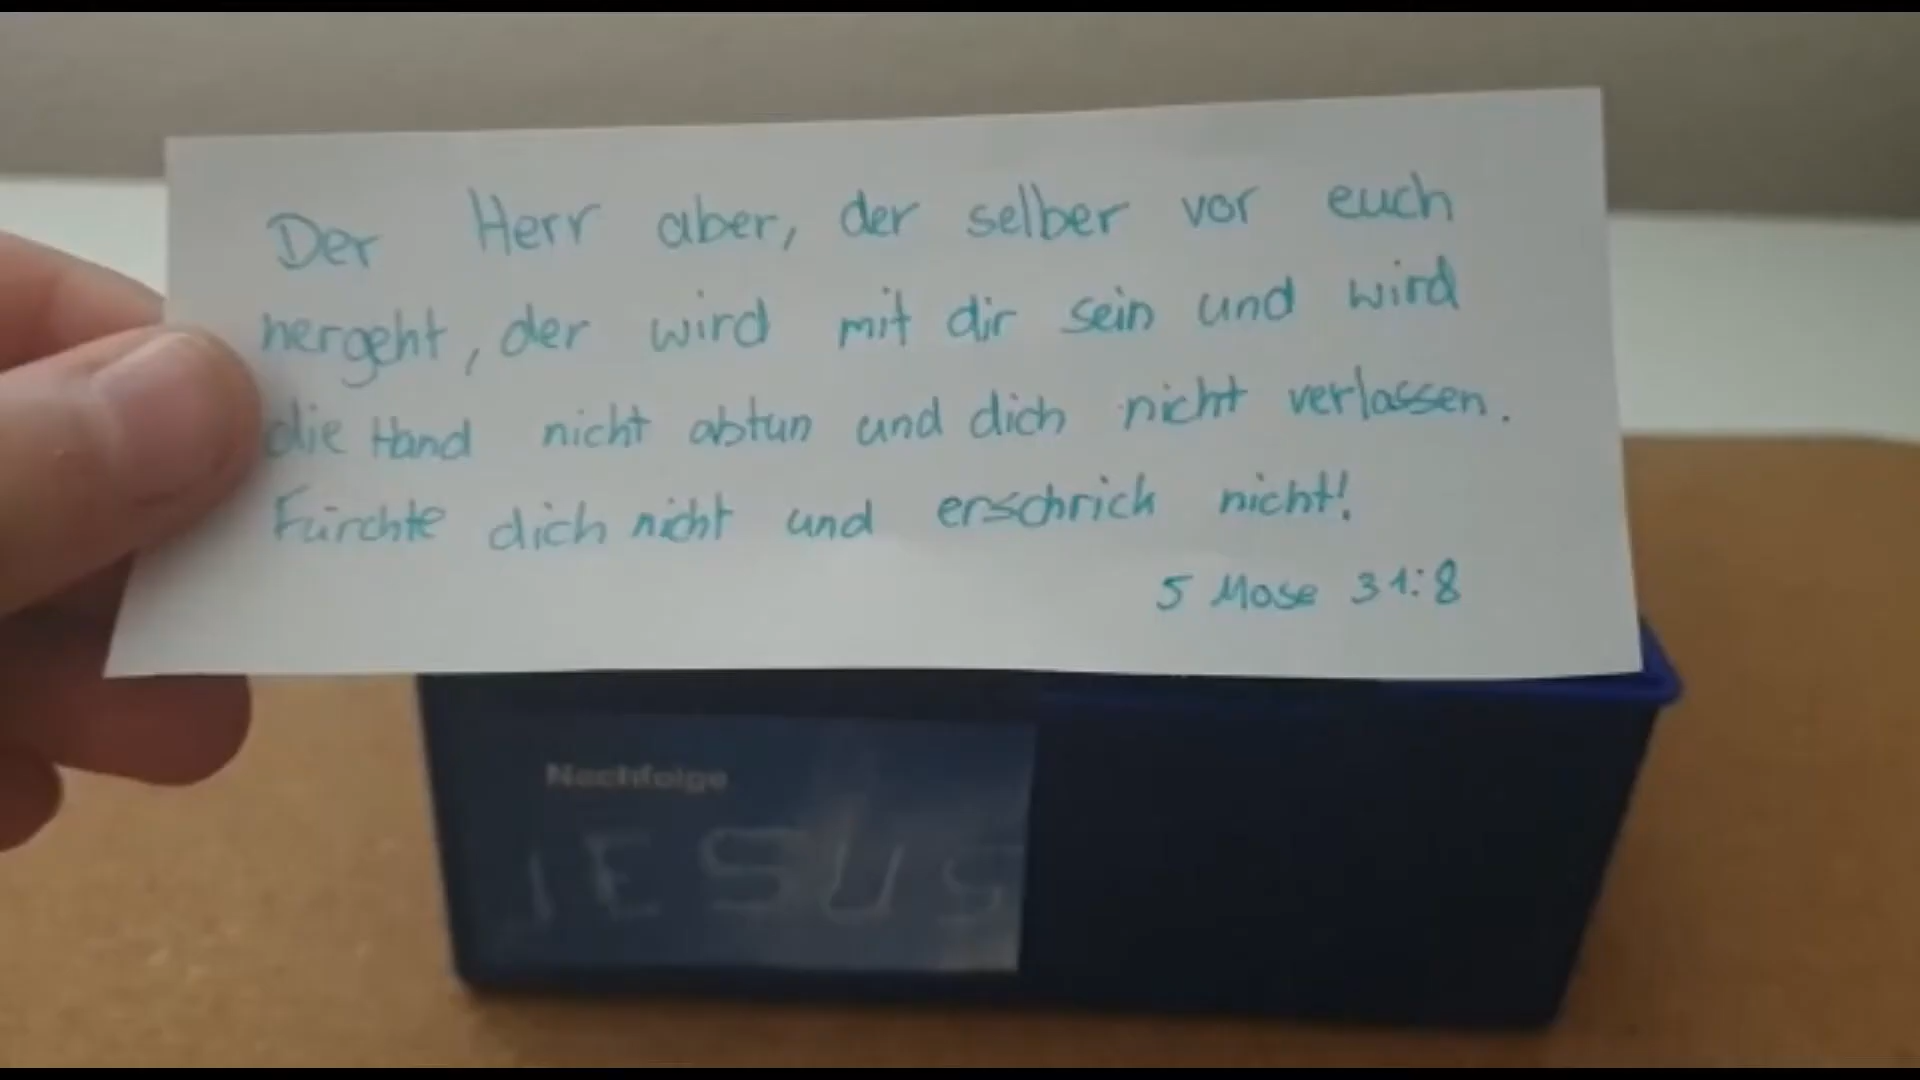 Der Herr aber, der selber vor euch
hergeht, der wird mit dir sein und wird
die Hand nicht abtun und dich nicht verlassen.
Fürchte dich nicht und erschrick nicht!
5 Mose 31:8
Nachfolge
JESUS